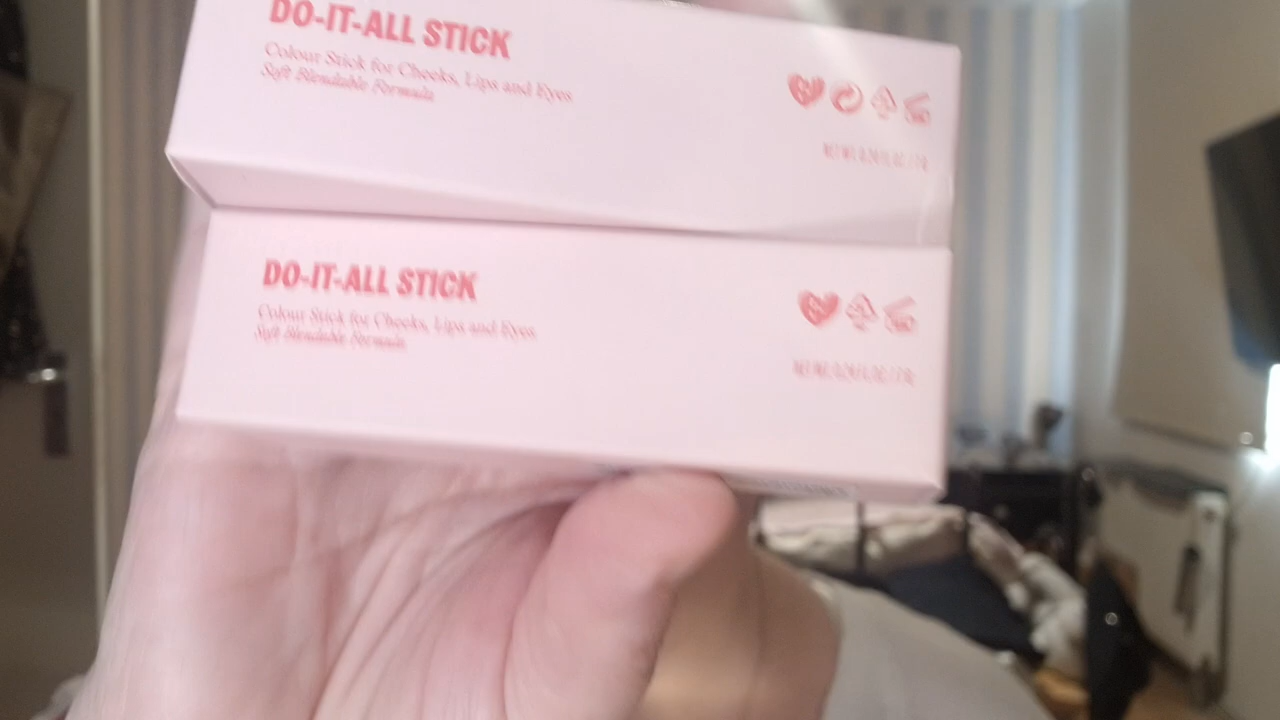 DO-IT-ALL STICK
Colour Stick for Cheeks, Lips and Eyes
Soft Blendable Formula
DO-IT-ALL STICK
Colour Stick for Cheeks, Lips and Eyes
Soft Blendable Formula